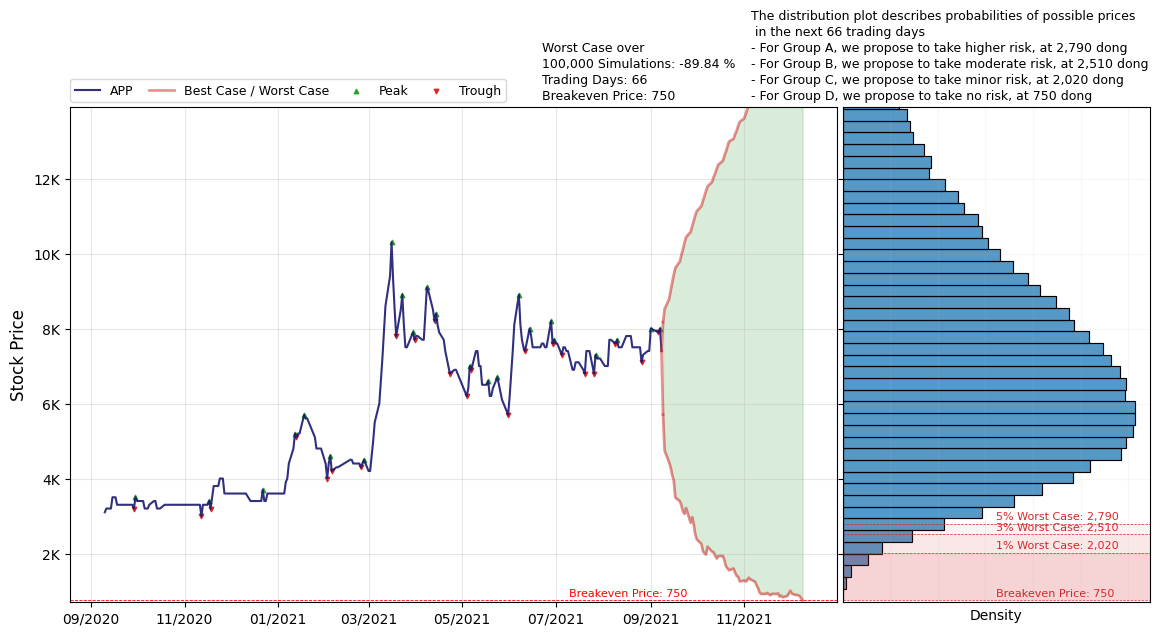 The distribution plot describes probabilities of possible prices
in the next 66 trading days
- For Group A, we propose to take higher risk, at 2,790 dong
- For Group B, we propose to take moderate risk, at 2,510 dong
- For Group C, we propose to take minor risk, at 2,020 dong
- For Group D, we propose to take no risk, at 750 dong
Worst Case over
100,000 Simulations: -89.84 %
Trading Days: 66
Breakeven Price: 750
APP
Best Case / Worst Case
Peak
Trough
Stock Price
12K
10K
8K
6K
4K
2K
Breakeven Price: 750
09/2020
11/2020
01/2021
03/2021
05/2021
07/2021
09/2021
11/2021
5% Worst Case: 2,790
3% Worst Case: 2,510
1% Worst Case: 2,020
Breakeven Price: 750
Density